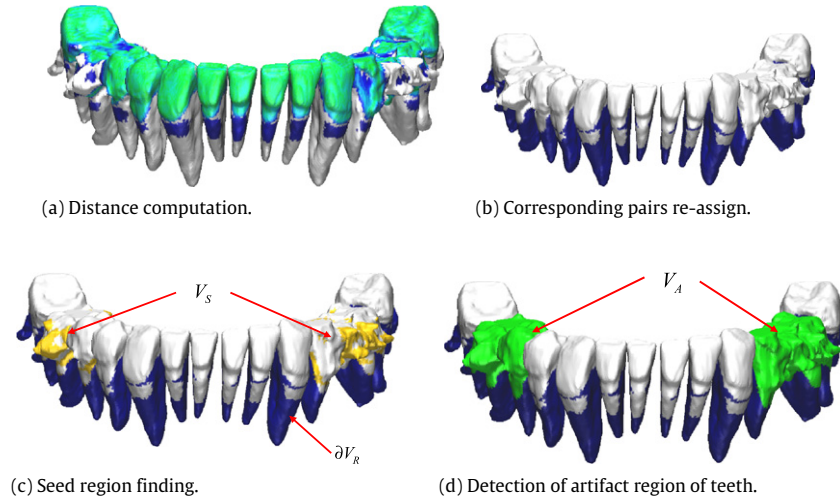 (a) Distance computation.
(b) Corresponding pairs re-assign.
V_S
∂V_R
(c) Seed region finding.
V_A
(d) Detection of artifact region of teeth.